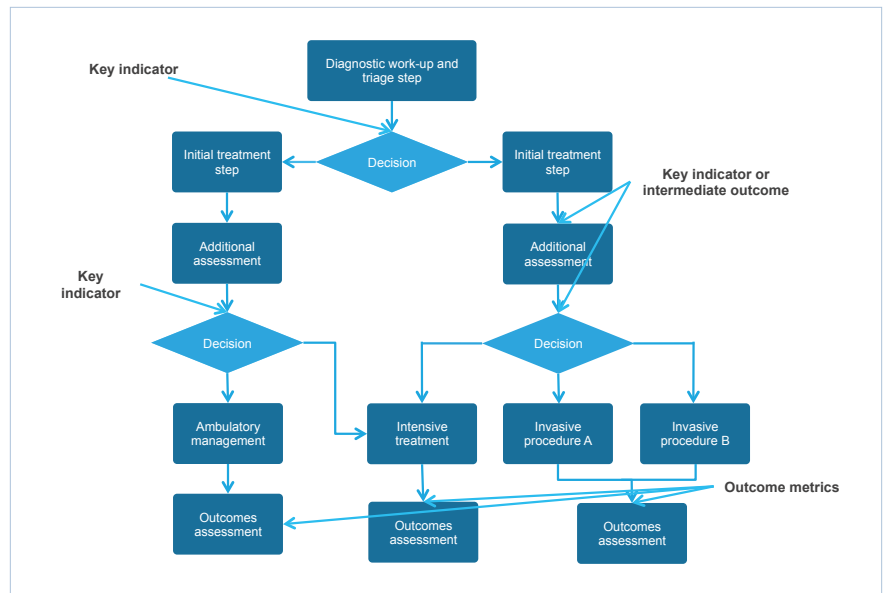 Diagnostic work-up and
triage step
Key indicator
Decision
Initial treatment
step
Initial treatment
step
Key indicator or
intermediate outcome
Additional
assessment
Additional
assessment
Key
indicator
Decision
Decision
Ambulatory
management
Intensive
treatment
Invasive
procedure A
Invasive
procedure B
Outcome metrics
Outcomes
assessment
Outcomes
assessment
Outcomes
assessment